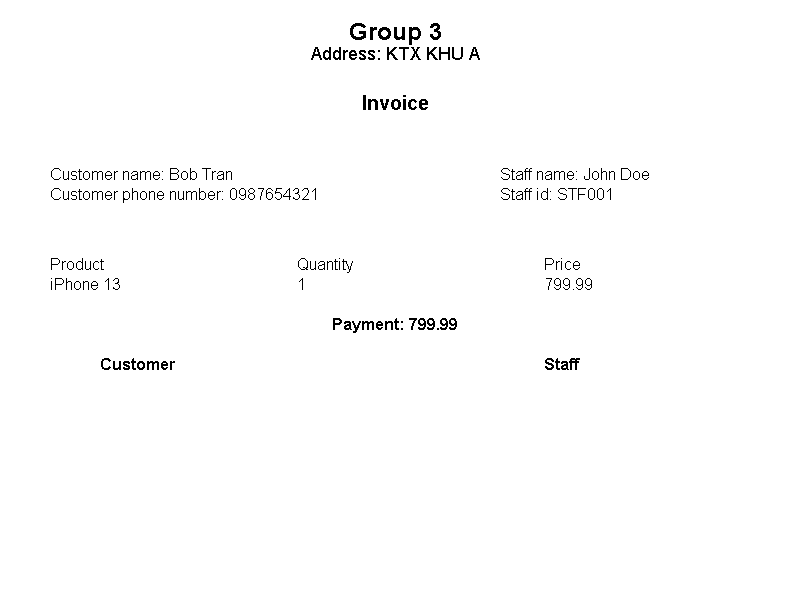 Group 3
Address: KTX KHU A
Invoice
Customer name: Bob Tran Staff name: John Doe
Customer phone number: 0987654321 Staff id: STF001
Product Quantity Price
iPhone 13 1 799.99
Payment: 799.99
Customer Staff